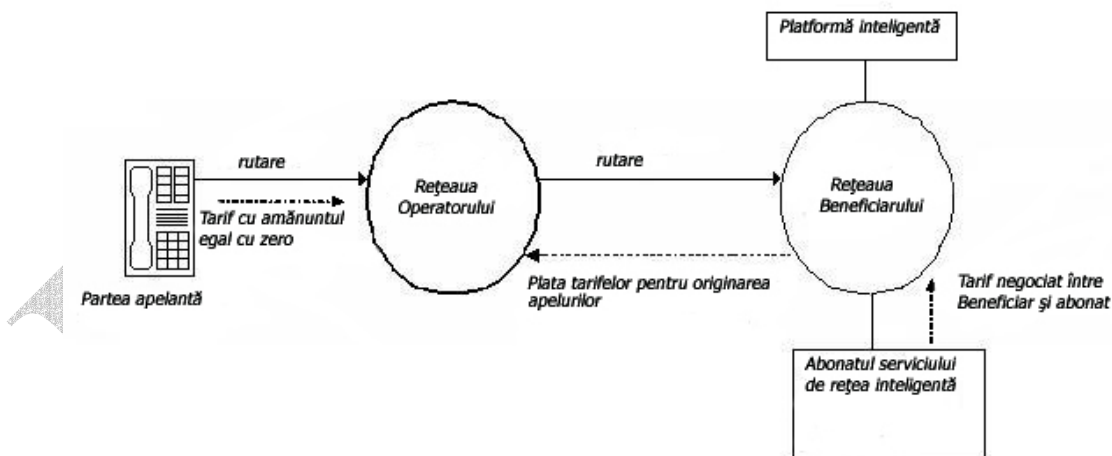 Platformă inteligentă
rutare
rutare
Reţeaua
Operatorului
Reţeaua
Beneficiarului
Tarif cu amănuntul
egal cu zero
Partea apelantă
Plata tarifelor pentru originarea
apelurilor
Tarif negociat între
Beneficiar şi abonat
Abonatul serviciului
de reţea inteligentă